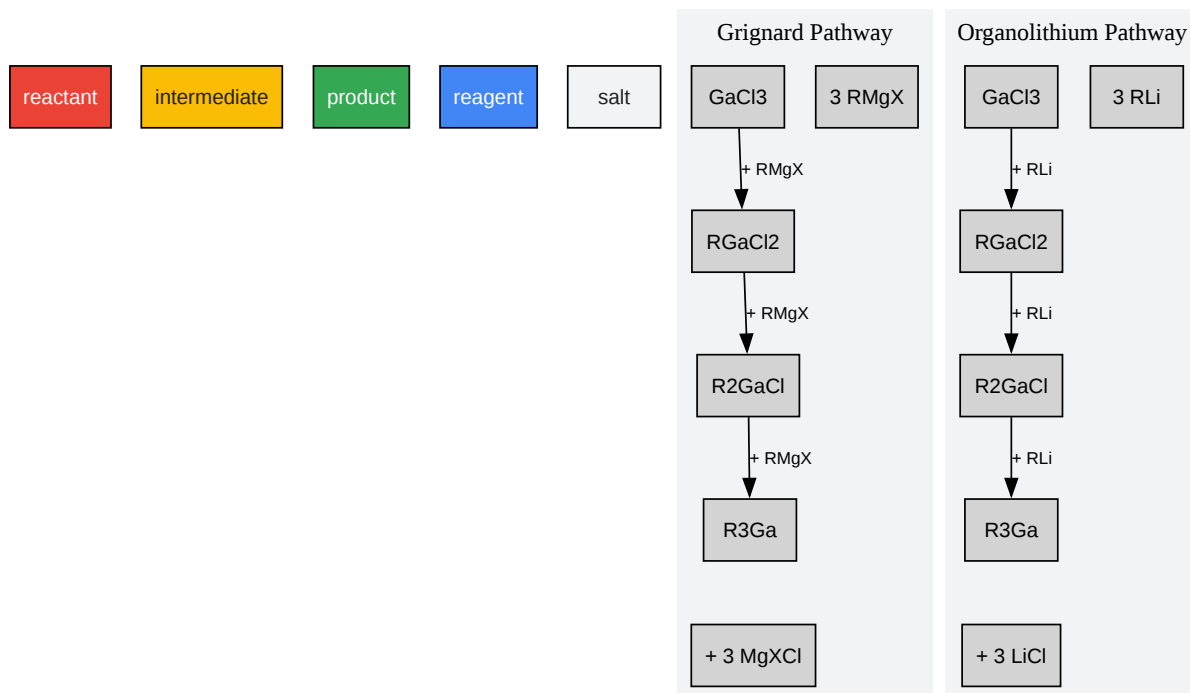 Grignard Pathway
Organolithium Pathway
reactant
intermediate
product
reagent
salt
GaCl3
3 RMgX
GaCl3
3 RLi
+ RMgX
+ RLi
RGaCl2
RGaCl2
+ RMgX
+ RLi
R2GaCl
R2GaCl
+ RMgX
+ RLi
R3Ga
R3Ga
+ 3 MgXCl
+ 3 LiCl